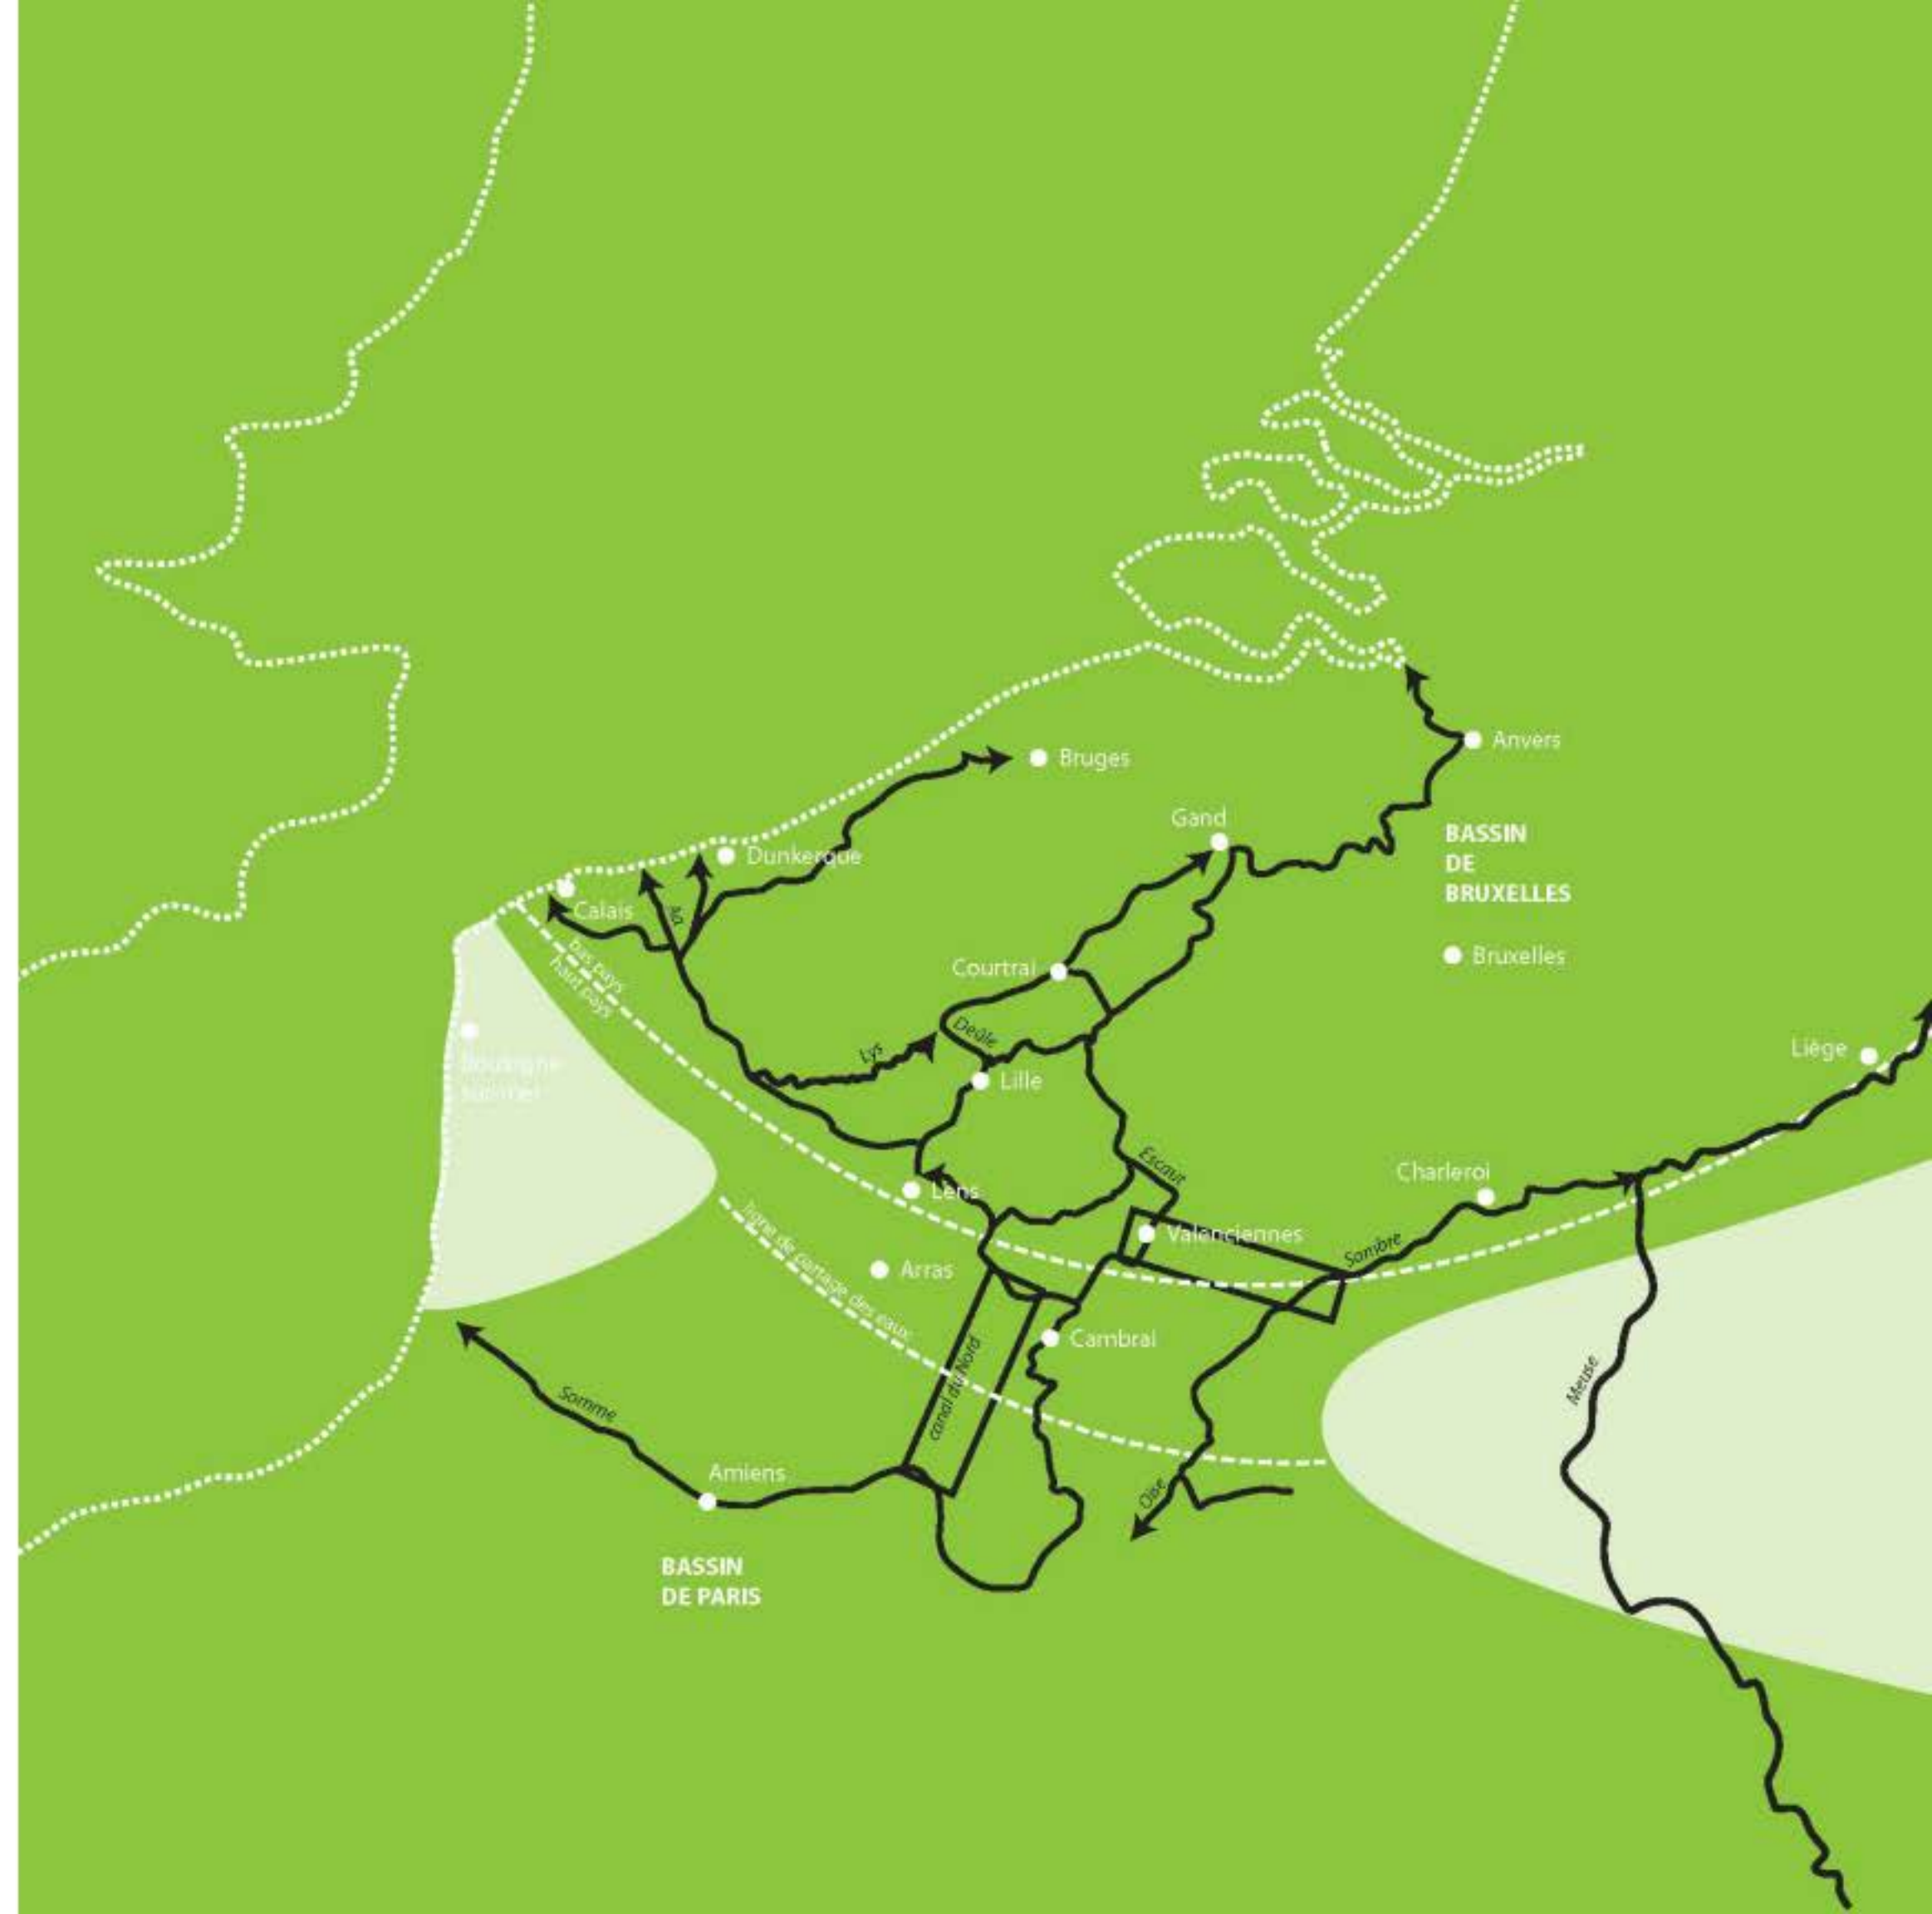 Anvers
Bruges
Gand
BASSIN
DE
BRUXELLES
Dunkerque
Calais
Aa
bas pays
haut pays
Bruxelles
Courtrai
Deûle
Lys
Liège
Lille
Escaut
Charleroi
Lens
Valenciennes
Sambre
ligne de partage des eaux
Arras
Cambrai
canal du Nord
Meuse
Somme
Amiens
Oise
BASSIN
DE PARIS